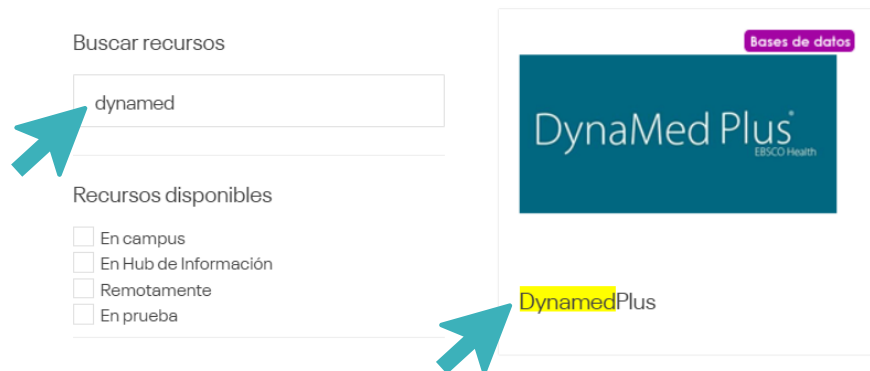 Buscar recursos
dynamed
Recursos disponibles
En campus
En Hub de Información
Remotamente
En prueba
Bases de datos
DynaMed Plus®
EBSCO Health
DynamedPlus